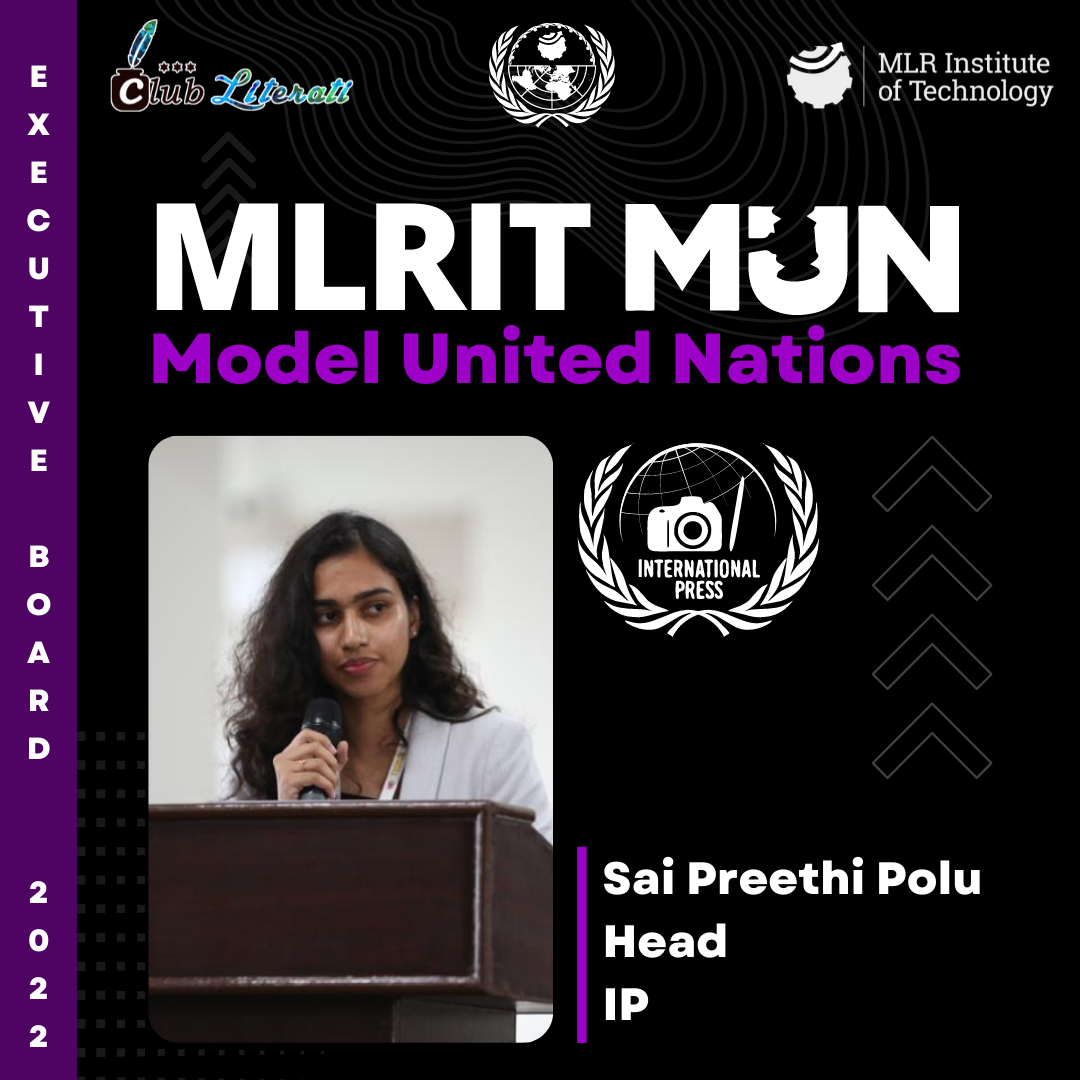 EXECUTIVE BOARD 2022
Club Literati
MLR Institute
of Technology
MLRIT MUN
Model United Nations
INTERNATIONAL
PRESS
Sai Preethi Polu
Head
IP